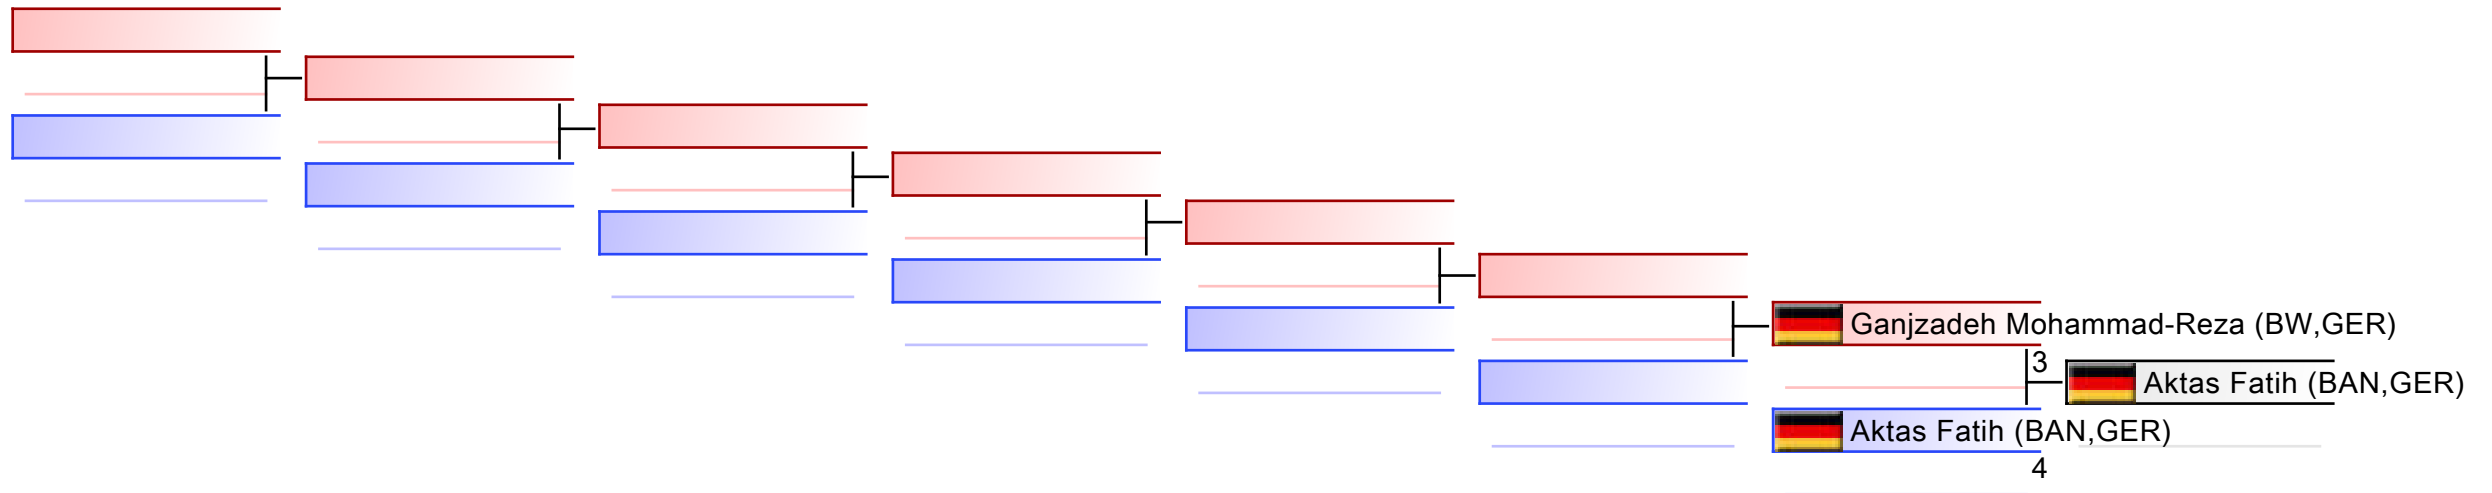 Ganjzadeh Mohammad-Reza (BW,GER)
3
Aktas Fatih (BAN,GER)
Aktas Fatih (BAN,GER)
4